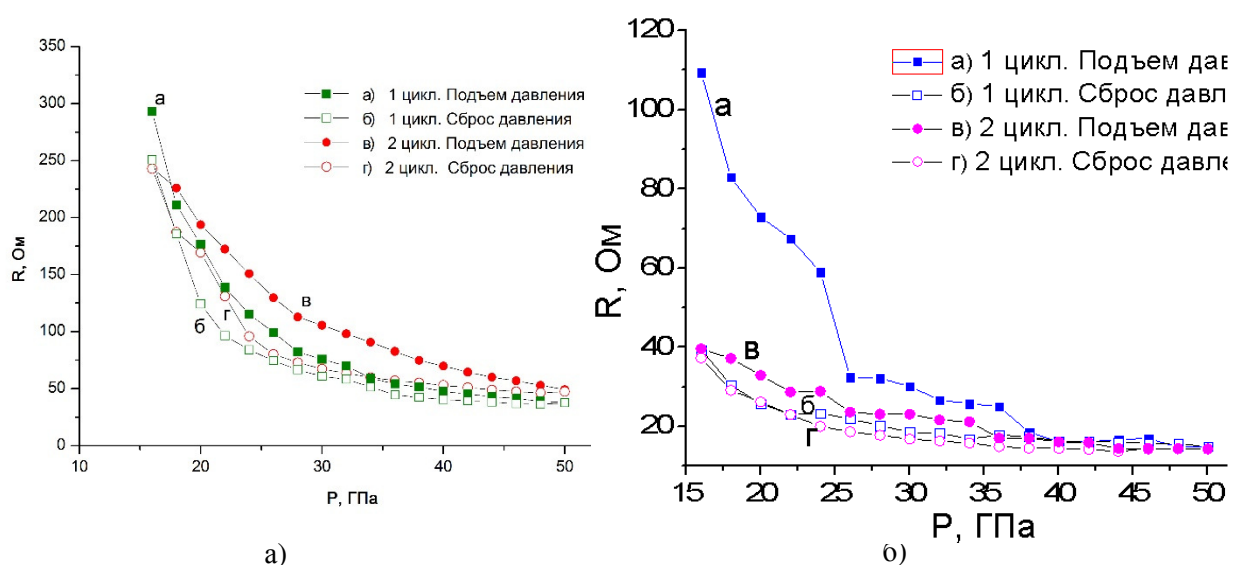 350
300
250
200
150
100
50
0
10
20
30
40
50
R, Ом
P, ГПа
а) 1 цикл. Подъем давления
б) 1 цикл. Сброс давления
в) 2 цикл. Подъем давления
г) 2 цикл. Сброс давления
а
в
г
б
а)
120
100
80
60
40
20
15
20
25
30
35
40
45
50
R, Ом
P, ГПа
а) 1 цикл. Подъем дав
б) 1 цикл. Сброс давл
в) 2 цикл. Подъем дав
г) 2 цикл. Сброс давле
а
в
б
г
б)